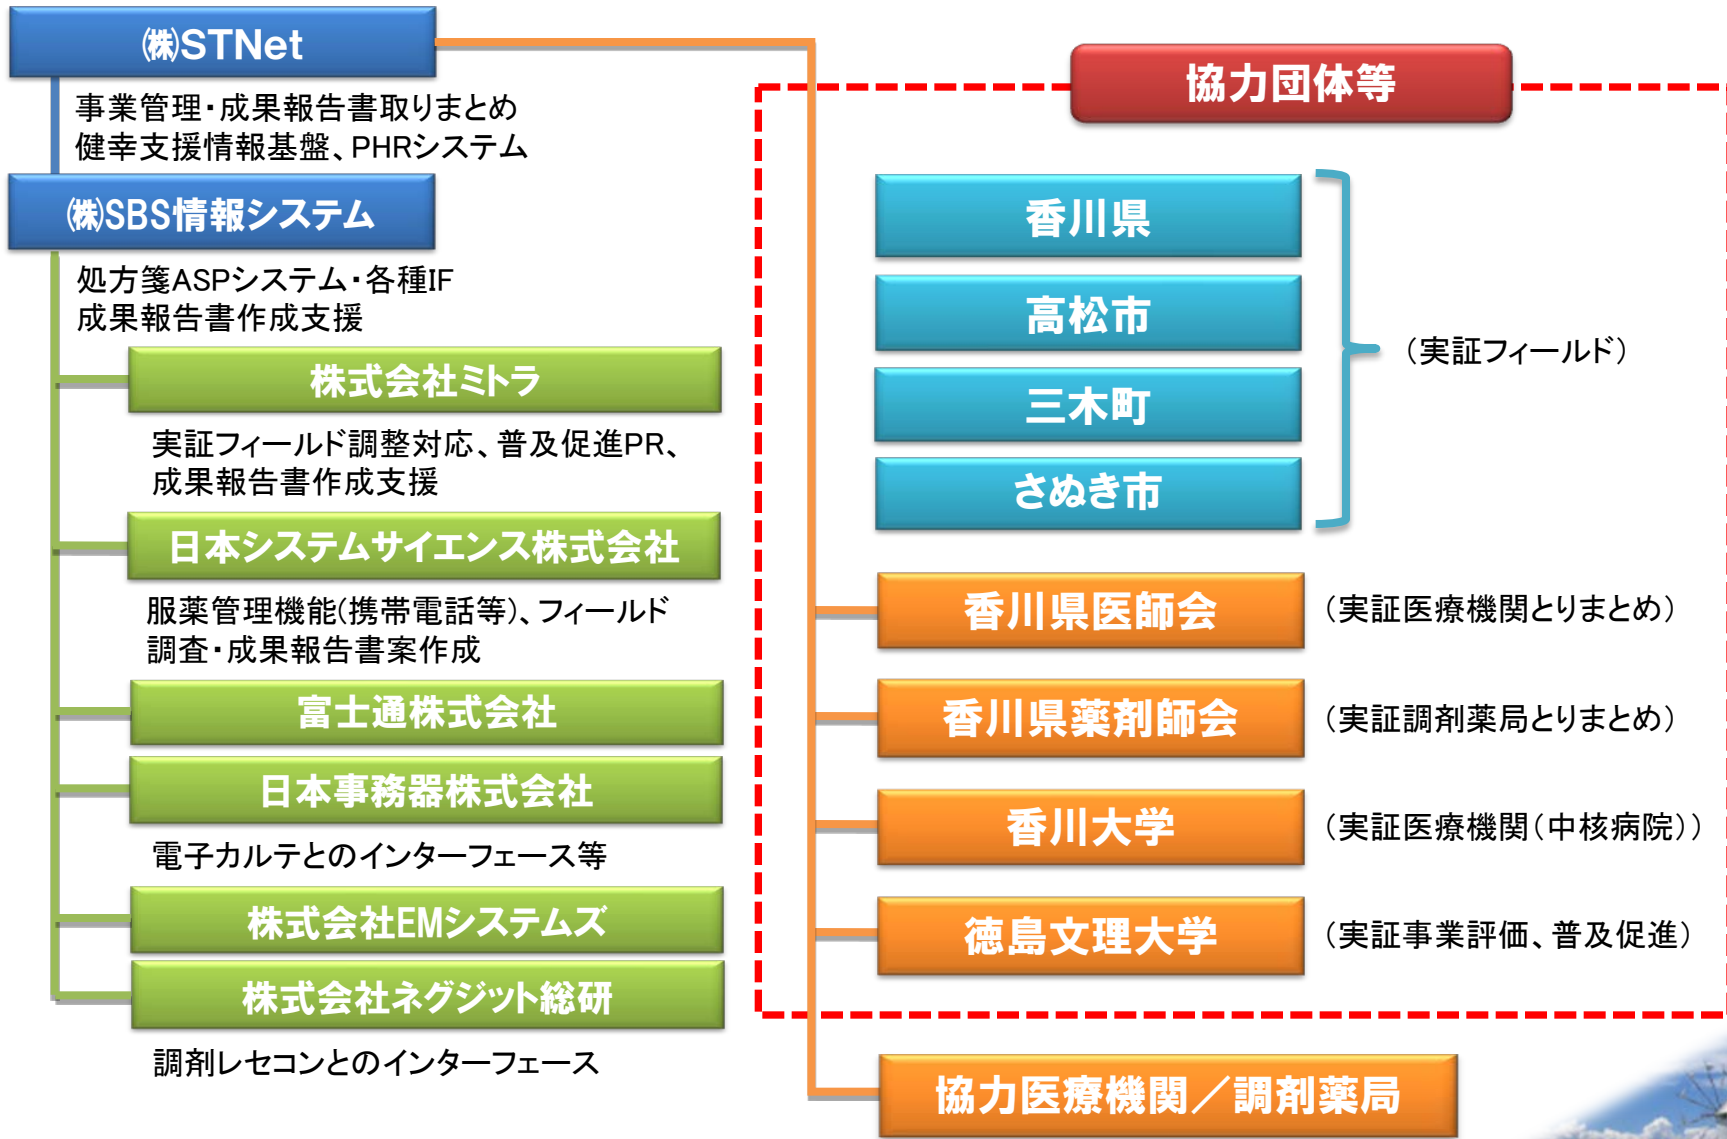 ㈱STNet
事業管理・成果報告書取りまとめ
健幸支援情報基盤、PHRシステム
㈱SBS情報システム
処方箋ASPシステム・各種IF
成果報告書作成支援
株式会社ミトラ
実証フィールド調整対応、普及促進PR、
成果報告書作成支援
日本システムサイエンス株式会社
服薬管理機能(携帯電話等)、フィールド
調査・成果報告書案作成
富士通株式会社
日本事務器株式会社
電子カルテとのインターフェース等
株式会社EMシステムズ
株式会社ネグジット総研
調剤レセコンとのインターフェース
協力団体等
香川県
高松市
三木町
さぬき市
（実証フィールド）
香川県医師会
（実証医療機関とりまとめ）
香川県薬剤師会
（実証調剤薬局とりまとめ）
香川大学
（実証医療機関（中核病院））
徳島文理大学
（実証事業評価、普及促進）
協力医療機関／調剤薬局